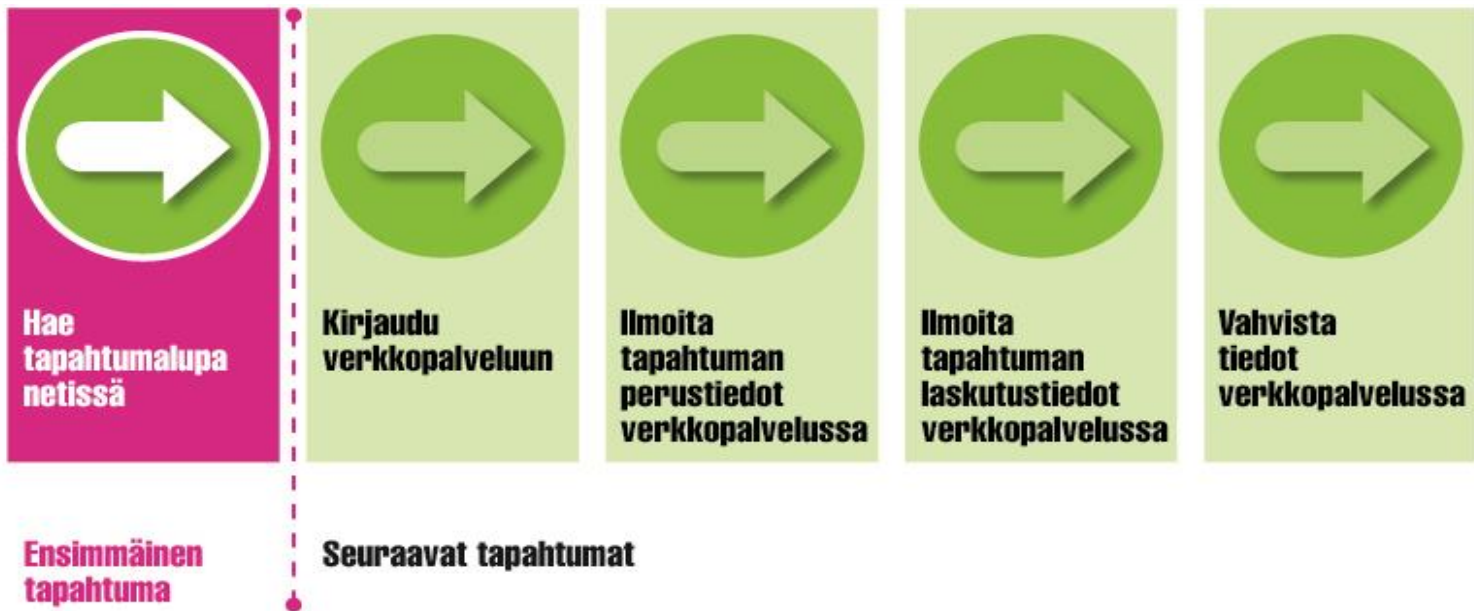 Hae
tapahtumalupa
netissä
Kirjaudu
verkkopalveluun
Ilmoita
tapahtuman
perustiedot
verkkopalvelussa
Ilmoita
tapahtuman
laskutustiedot
verkkopalvelussa
Vahvista
tiedot
verkkopalvelussa
Ensimmäinen
tapahtuma
Seuraavat tapahtumat